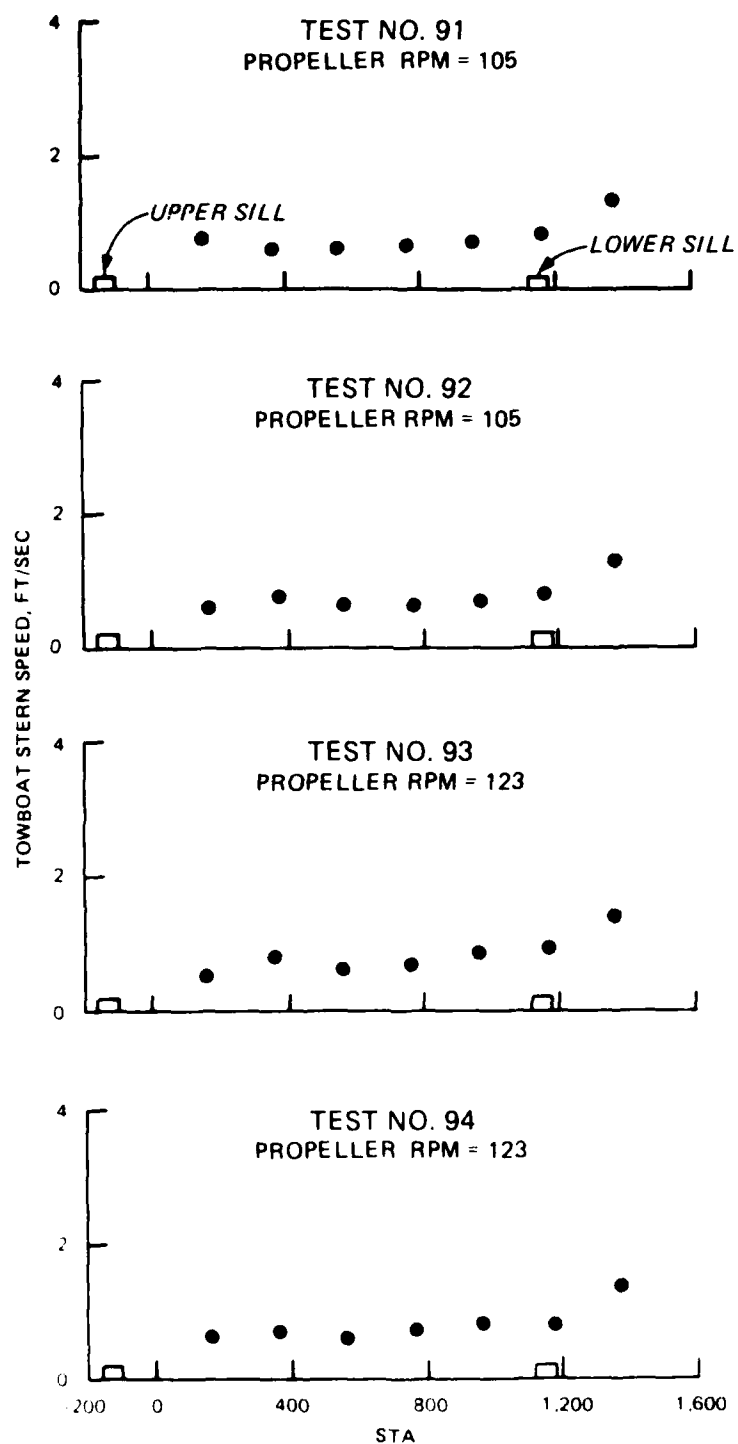 4
TEST NO. 91
PROPELLER RPM = 105
2
UPPER SILL
LOWER SILL
0
4
TEST NO. 92
PROPELLER RPM = 105
2
0
TOWBOAT STERN SPEED, FT/SEC
4
TEST NO. 93
PROPELLER RPM = 123
2
0
4
TEST NO. 94
PROPELLER RPM = 123
2
0
-200 0 400 800 1,200 1,600
STA